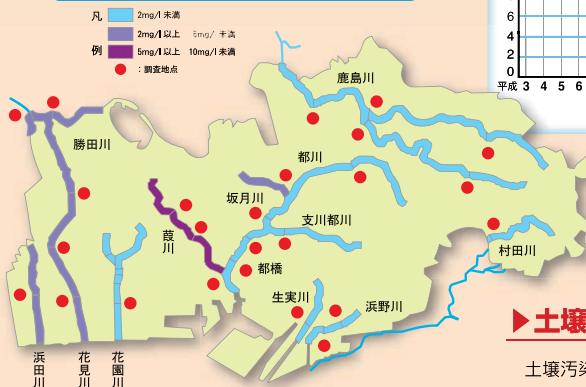 凡 2mg/l 未満
2mg/l 以上 5mg/l 未満
例 5mg/l 以上 10mg/l 未満
:調査地点
6
4
2
0
平成 3 4 5 6
鹿島川
勝田川
都川
坂月川
支川都川
葭川
村田川
都橋
生実川
浜野川
浜田川
花見川
花園川
▶土壌
土壌汚染